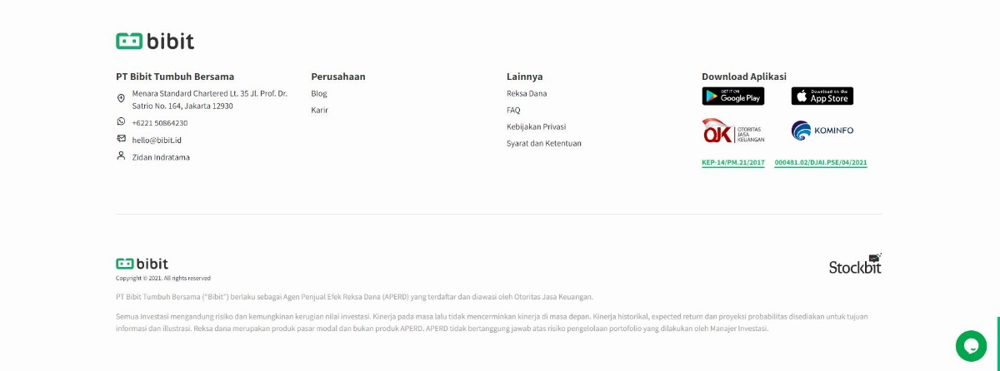 bibit
PT Bibit Tumbuh Bersama
Menara Standard Chartered Lt. 35 Jl. Prof. Dr.
Satrio No. 164, Jakarta 12930
+6221 50864230
hello@bibit.id
Zidan Indratama
Perusahaan
Blog
Karir
Lainnya
Reksa Dana
FAQ
Kebijakan Privasi
Syarat dan Ketentuan
Download Aplikasi
GET IT ON
Google Play
Download on the
App Store
OJK
OTORITAS
JASA
KEUANGAN
KOMINFO
KEP-14/PM.21/2017
000481.02/DJAI.PSE/04/2021
bibit
Copyright © 2021. All rights reserved
Stockbit
PT Bibit Tumbuh Bersama (“Bibit”) berlaku sebagai Agen Penjual Efek Reksa Dana (APERD) yang terdaftar dan diawasi oleh Otoritas Jasa Keuangan.
Semua Investasi mengandung risiko dan kemungkinan kerugian nilai investasi. Kinerja pada masa lalu tidak mencerminkan kinerja di masa depan. Kinerja historikal, expected return dan proyeksi probabilitas disediakan untuk tujuan
informasi dan illustrasi. Reksa dana merupakan produk pasar modal dan bukan produk APERD. APERD tidak bertanggung jawab atas risiko pengelolaan portofolio yang dilakukan oleh Manajer Investasi.